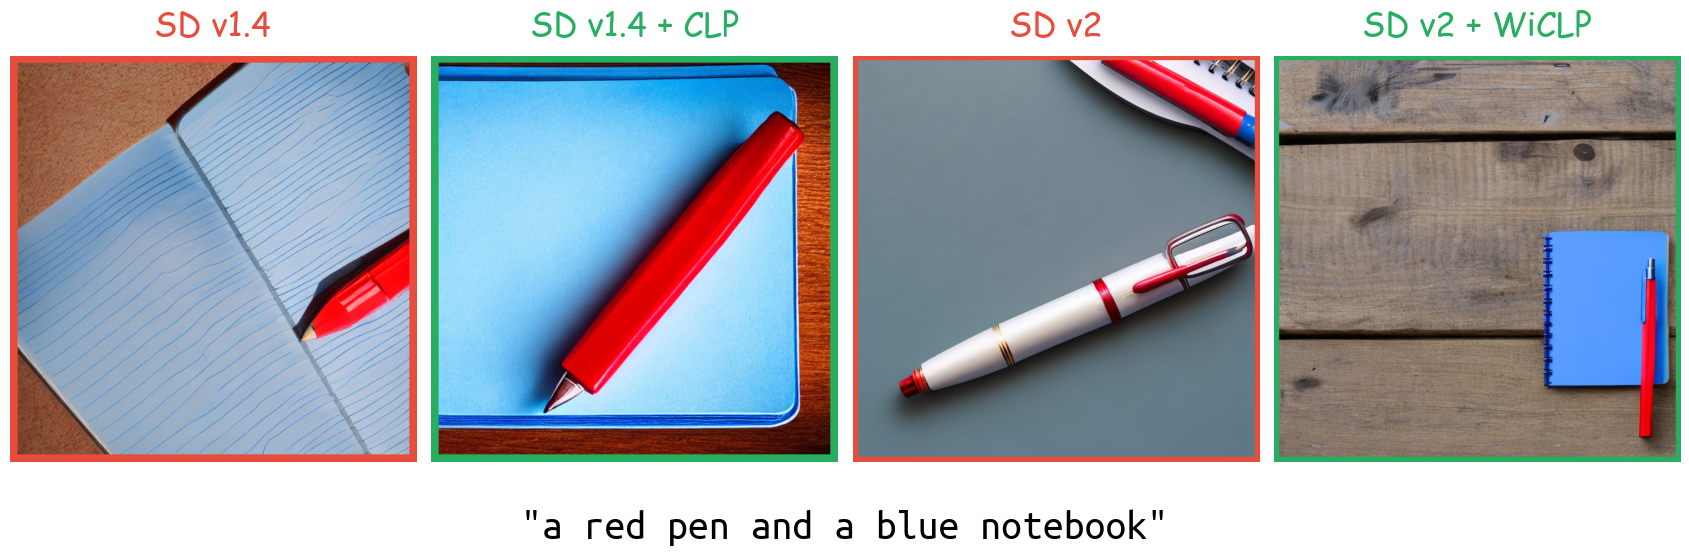 SD v1.4
SD v1.4 + CLP
SD v2
SD v2 + WiCLP
"a red pen and a blue notebook"